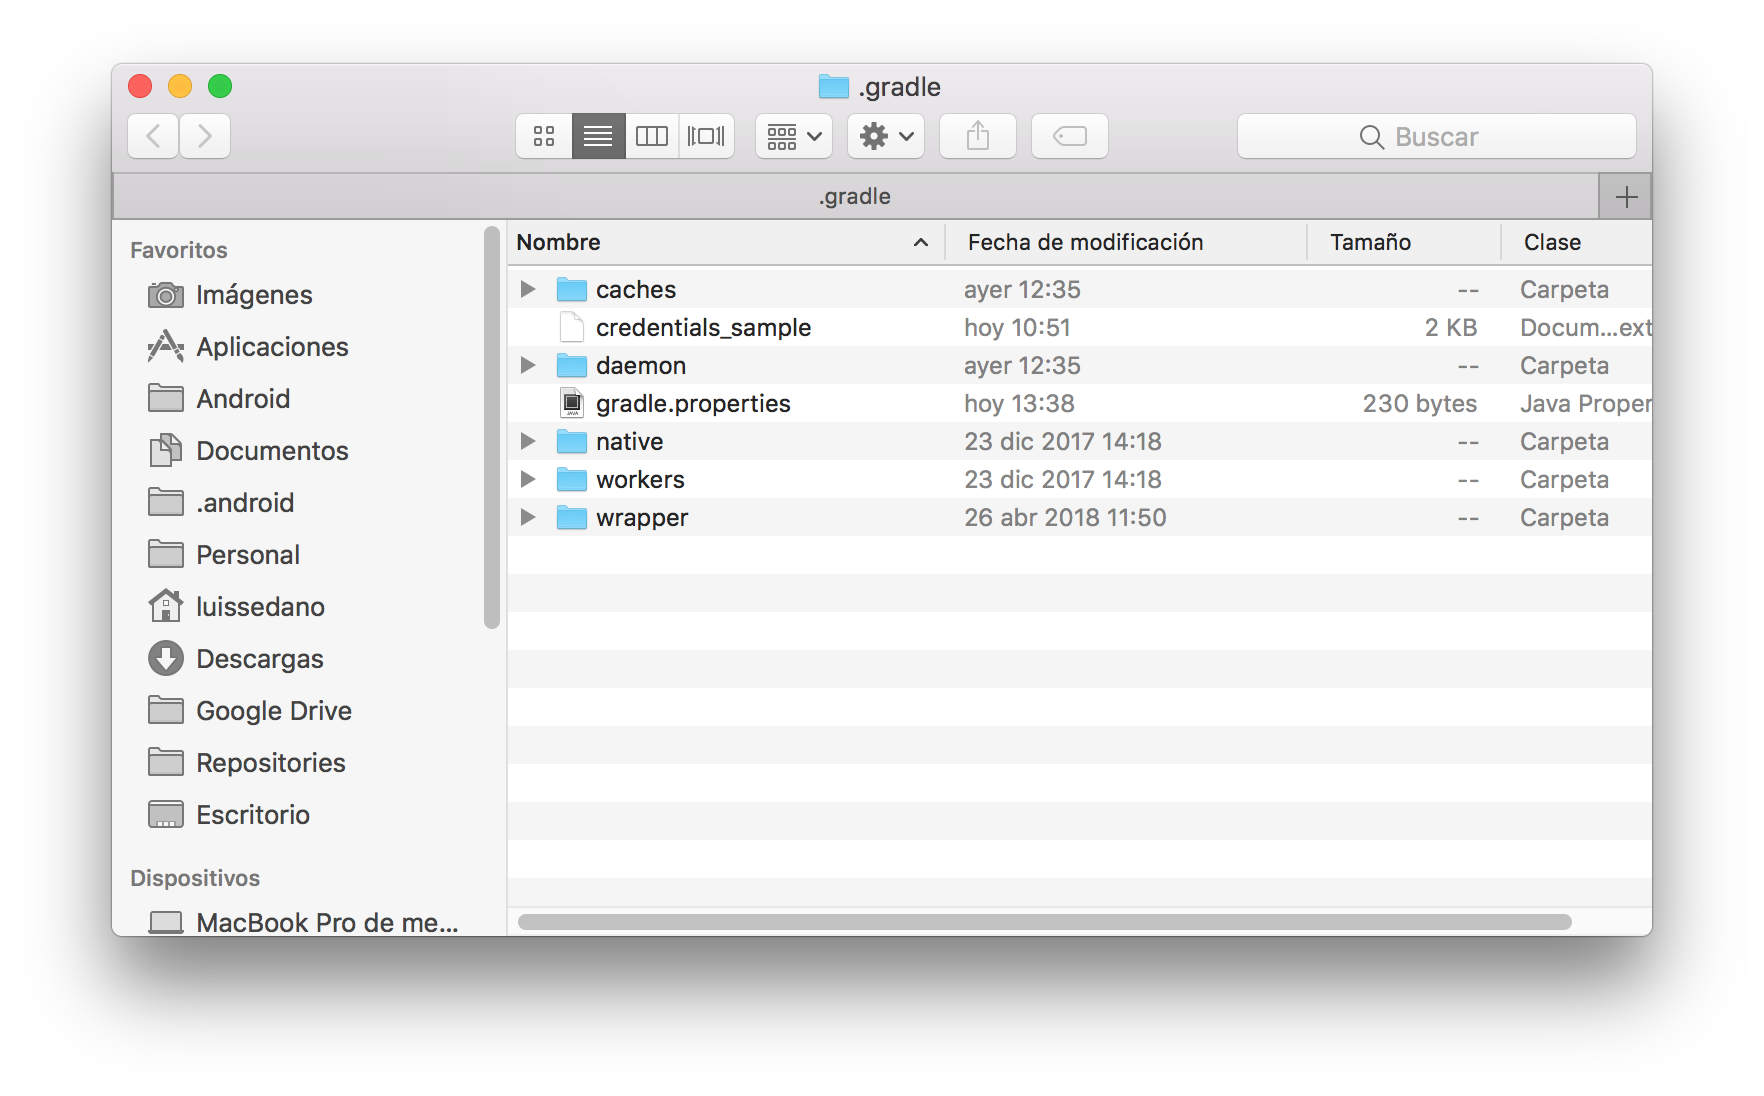 .gradle
Buscar
.gradle
Favoritos
Imágenes
Aplicaciones
Android
Documentos
.android
Personal
luissedano
Descargas
Google Drive
Repositories
Escritorio
Dispositivos
MacBook Pro de me...
Nombre Fecha de modificación Tamaño Clase
caches ayer 12:35 -- Carpeta
credentials_sample hoy 10:51 2 KB Docum...ext
daemon ayer 12:35 -- Carpeta
gradle.properties hoy 13:38 230 bytes Java Proper
native 23 dic 2017 14:18 -- Carpeta
workers 23 dic 2017 14:18 -- Carpeta
wrapper 26 abr 2018 11:50 -- Carpeta